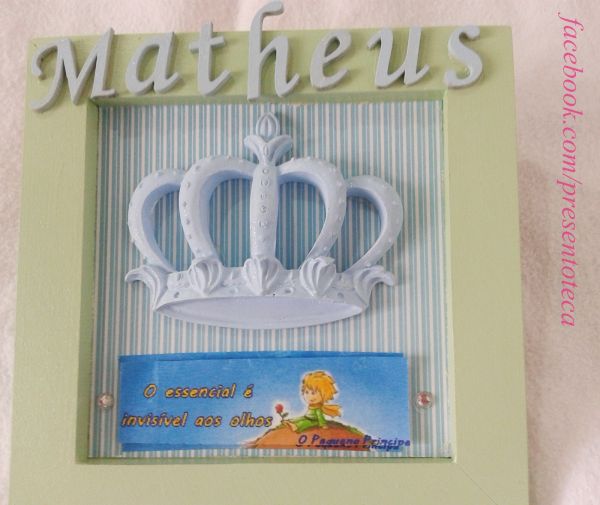 Matheus
O essencial é
invisível aos olhos
O Pequeno Príncipe
facebook.com/presentoteca